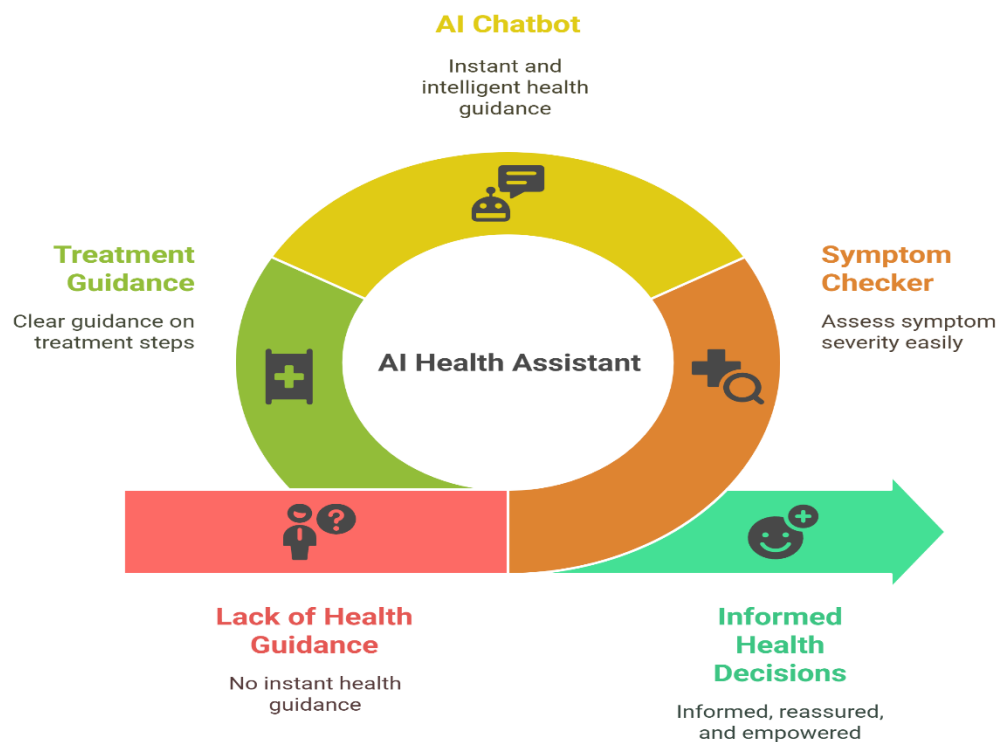 AI Chatbot
Instant and
intelligent health
guidance
Treatment
Guidance
Clear guidance on
treatment steps
Symptom
Checker
Assess symptom
severity easily
AI Health Assistant
?
Lack of Health
Guidance
No instant health
guidance
Informed
Health
Decisions
Informed, reassured,
and empowered